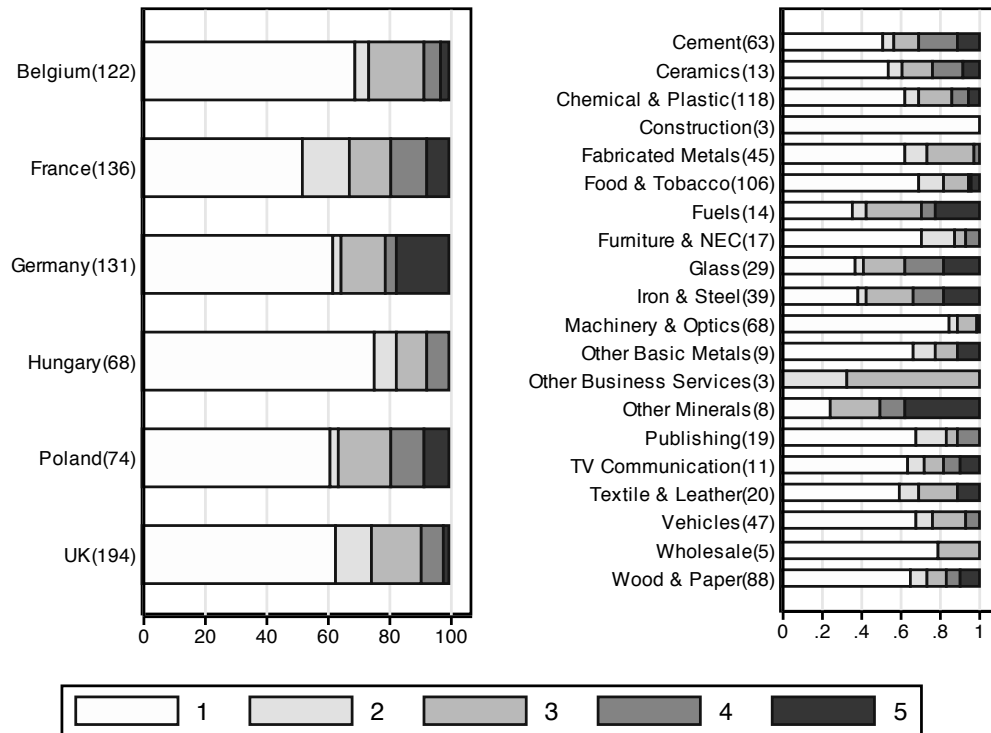 Belgium(122)
France(136)
Germany(131)
Hungary(68)
Poland(74)
UK(194)
0 20 40 60 80 100
Cement(63)
Ceramics(13)
Chemical & Plastic(118)
Construction(3)
Fabricated Metals(45)
Food & Tobacco(106)
Fuels(14)
Furniture & NEC(17)
Glass(29)
Iron & Steel(39)
Machinery & Optics(68)
Other Basic Metals(9)
Other Business Services(3)
Other Minerals(8)
Publishing(19)
TV Communication(11)
Textile & Leather(20)
Vehicles(47)
Wholesale(5)
Wood & Paper(88)
0 .2 .4 .6 .8 1
1 2 3 4 5